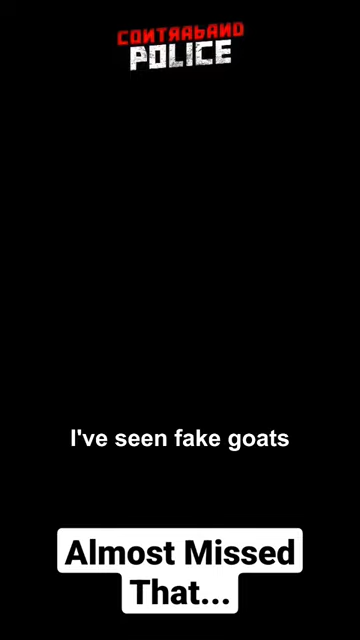 CONTRABAND
POLICE
I've seen fake goats
Almost Missed
That...